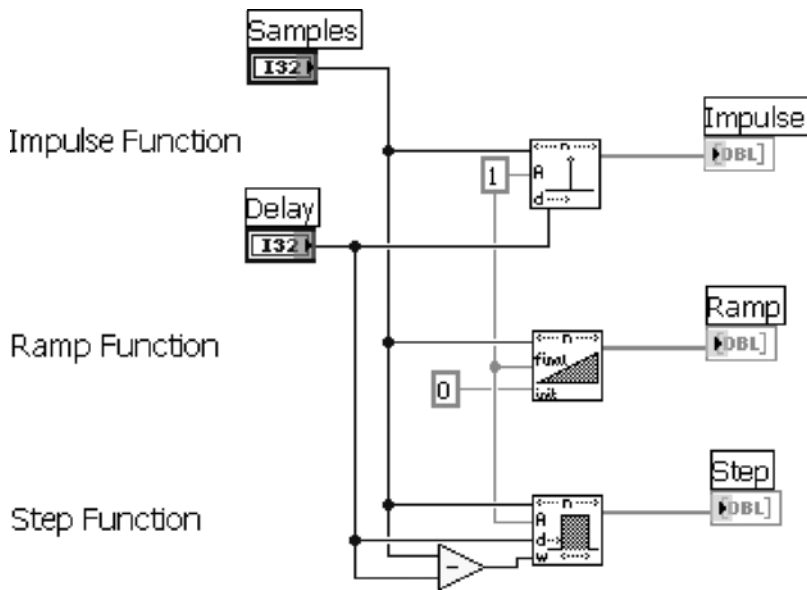 Samples
I32
Impulse Function
<····n····>
A
d····>
1
Impulse
[DBL]
Delay
I32
Ramp Function
<····n····>
final
init
0
Ramp
[DBL]
Step Function
<····n····>
A
d··>
w <····>
-
Step
[DBL]